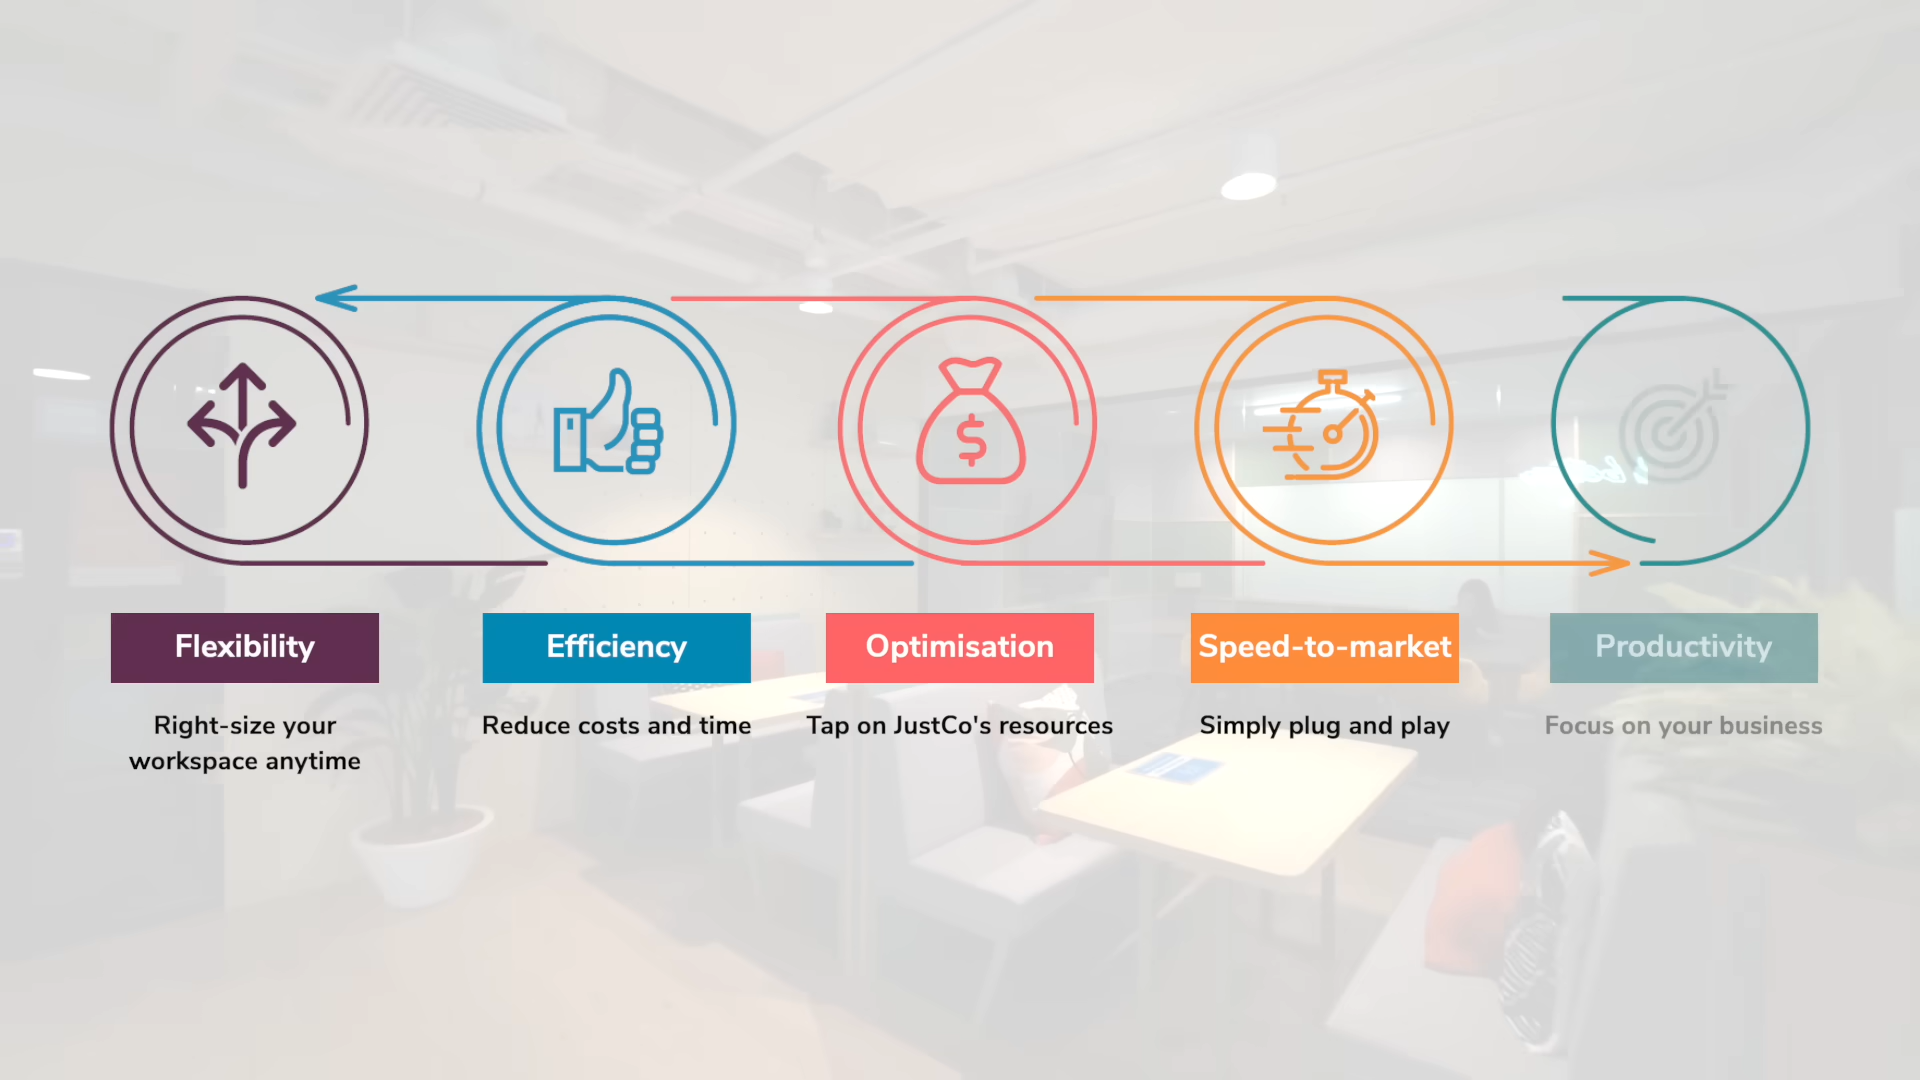 Flexibility
Right-size your
workspace anytime
Efficiency
Reduce costs and time
Optimisation
Tap on JustCo's resources
Speed-to-market
Simply plug and play
Productivity
Focus on your business